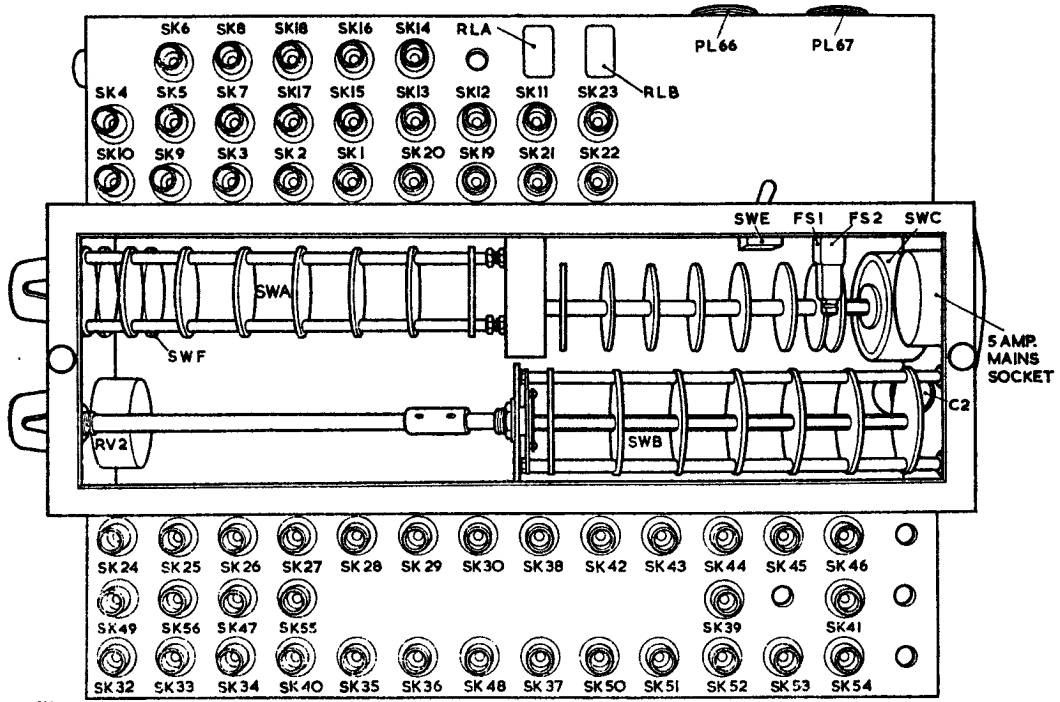 SK6 SK8 SK18 SK16 SK14 RLA
PL66 PL67
SK4 SK5 SK7 SK17 SK15 SK13 SK12 SK11 SK23 RLB
SK10 SK9 SK3 SK2 SK1 SK20 SK19 SK21 SK22
SWE FS1 FS2 SWC
SWA
SWF
5 AMP.
MAINS
SOCKET
C2
RV2
SWB
SK24 SK25 SK26 SK27 SK28 SK29 SK30 SK38 SK42 SK43 SK44 SK45 SK46
SK49 SK56 SK47 SK55 SK39 SK41
SK32 SK33 SK34 SK40 SK35 SK36 SK48 SK37 SK50 SK51 SK52 SK53 SK54